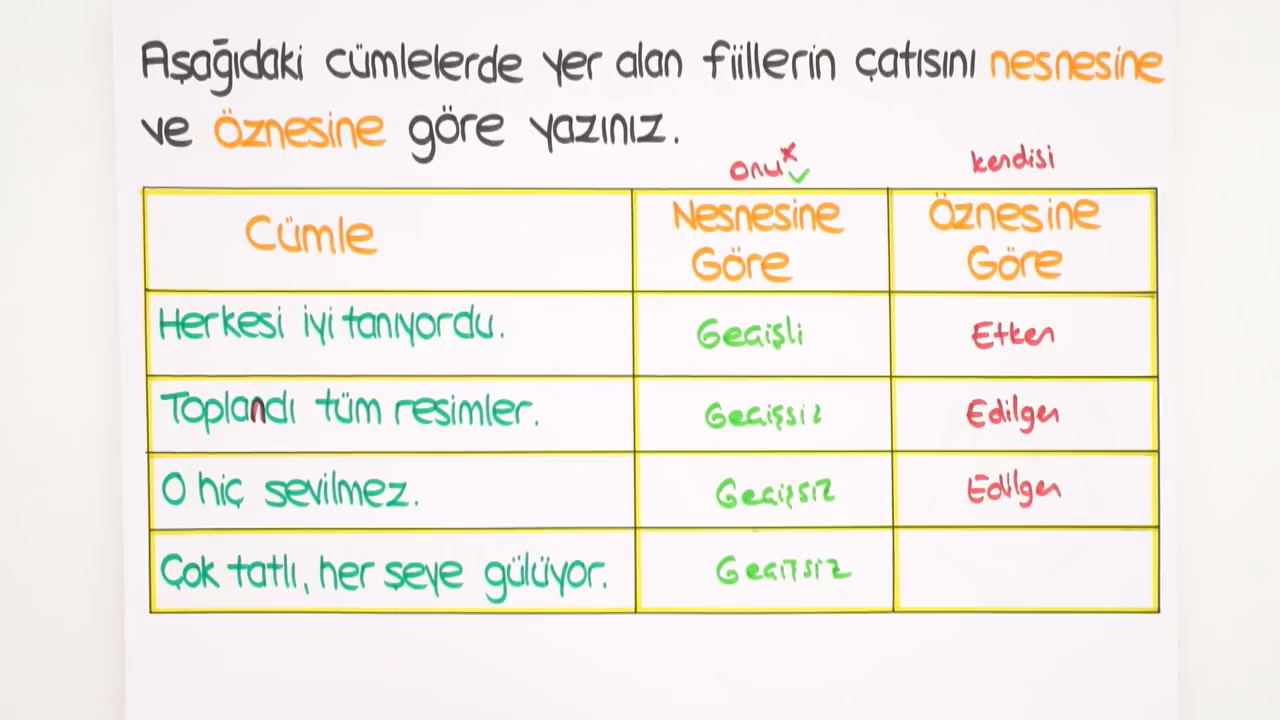 Aşağıdaki cümlelerde yer alan fiillerin çatısını nesnesine
ve öznesine göre yazınız.
onu
kendisi
Cümle
Nesnesine
Göre
Öznesine
Göre
Herkesi iyi tanıyordu.
Geçişli
Etken
Toplandı tüm resimler.
Geçişsiz
Edilgen
O hiç sevilmez.
Geçişsiz
Edilgen
Çok tatlı, her şeye gülüyor.
Geçişsiz